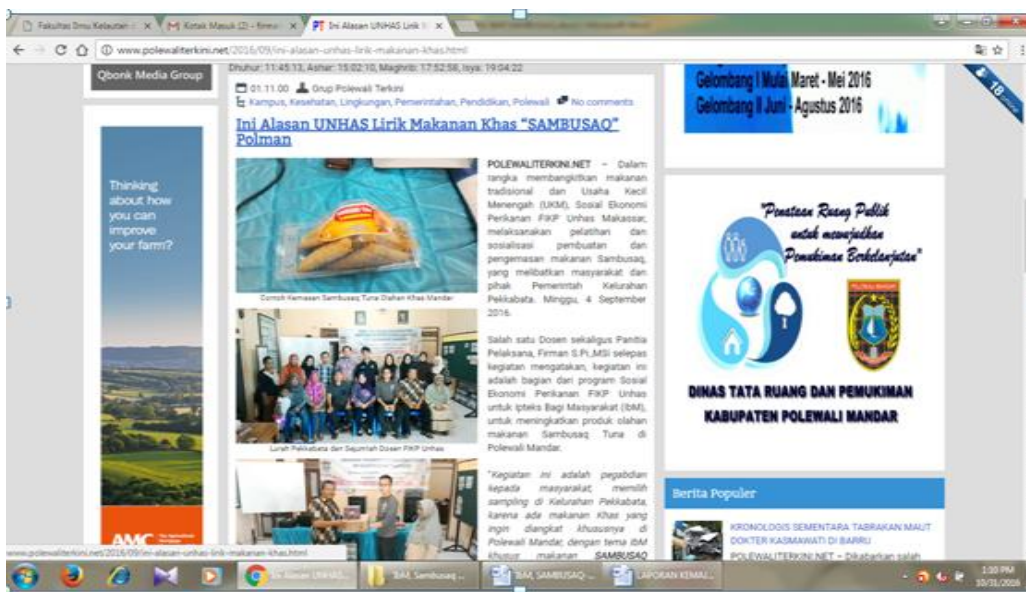 Fakultas Ilmu Kelautan
Kotak Masuk (2) - firma
Ini Alasan UNHAS Lirik
www.polewaliterkini.net/2016/09/ini-alasan-unhas-lirik-makanan-khas.html
Qbonk Media Group
Thinking
about how
you can
improve
your farm?
AMC
Dhuhur: 11:45:13, Ashar: 15:02:10, Maghrib: 17:52:58, Isya: 19:04:22
01.11.00 Grup Polewali Terkini
Kampus, Kesehatan, Lingkungan, Pemerintahan, Pendidikan, Polewali No comments
Ini Alasan UNHAS Lirik Makanan Khas “SAMBUSAQ”
Polman
Contoh Kemasan Sambusaq Tuna Olahan Khas Mandar
Lurah Pekkabata dan Sejumlah Dosen FIKP Unhas
POLEWALITERKINI.NET – Dalam
rangka membangkitkan makanan
tradisional dan Usaha Kecil
Menengah (UKM), Sosial Ekonomi
Perikanan FIKP Unhas Makassar,
melaksanakan pelatihan dan
sosialisasi pembuatan dan
pengemasan makanan Sambusaq,
yang melibatkan masyarakat dan
pihak Pemerintah Kelurahan
Pekkabata. Minggu, 4 September
2016.
Salah satu Dosen sekaligus Panitia
Pelaksana, Firman S.Pi.,MSI selepas
kegiatan mengatakan, kegiatan ini
adalah bagian dari program Sosial
Ekonomi Perikanan FIKP Unhas
untuk ipteks Bagi Masyarakat (IbM),
untuk meningkatkan produk olahan
makanan Sambusaq Tuna di
Polewali Mandar.
"Kegiatan ini adalah pegabdian
kepada masyarakat, memilih
sampling di Kelurahan Pekkabata,
karena ada makanan Khas yang
ingin diangkat khususnya di
Polewali Mandar, dengan tema IbM
khusus makanan SAMBUSAQ
Gelombang I Mulai Maret - Mei 2016
Gelombang II Juni - Agustus 2016
18 online
"Penataan Ruang Publik
untuk mewujudkan
Pemukiman Berkelanjutan"
DINAS TATA RUANG DAN PEMUKIMAN
KABUPATEN POLEWALI MANDAR
Berita Populer
KRONOLOGIS SEMENTARA TABRAKAN MAUT
DOKTER KASMAWATI DI BARRU
POLEWALITERKINI.NET – Dikabarkan salah
www.polewaliterkini.net/2016/09/ini-alasan-unhas-lirik-makanan-khas.html
Ini Alasan UNHAS...
IbM, Sambusaq ...
IbM, SAMBUSAQ-...
LAPORAN KEMAJ...
1:10 PM
10/31/2016